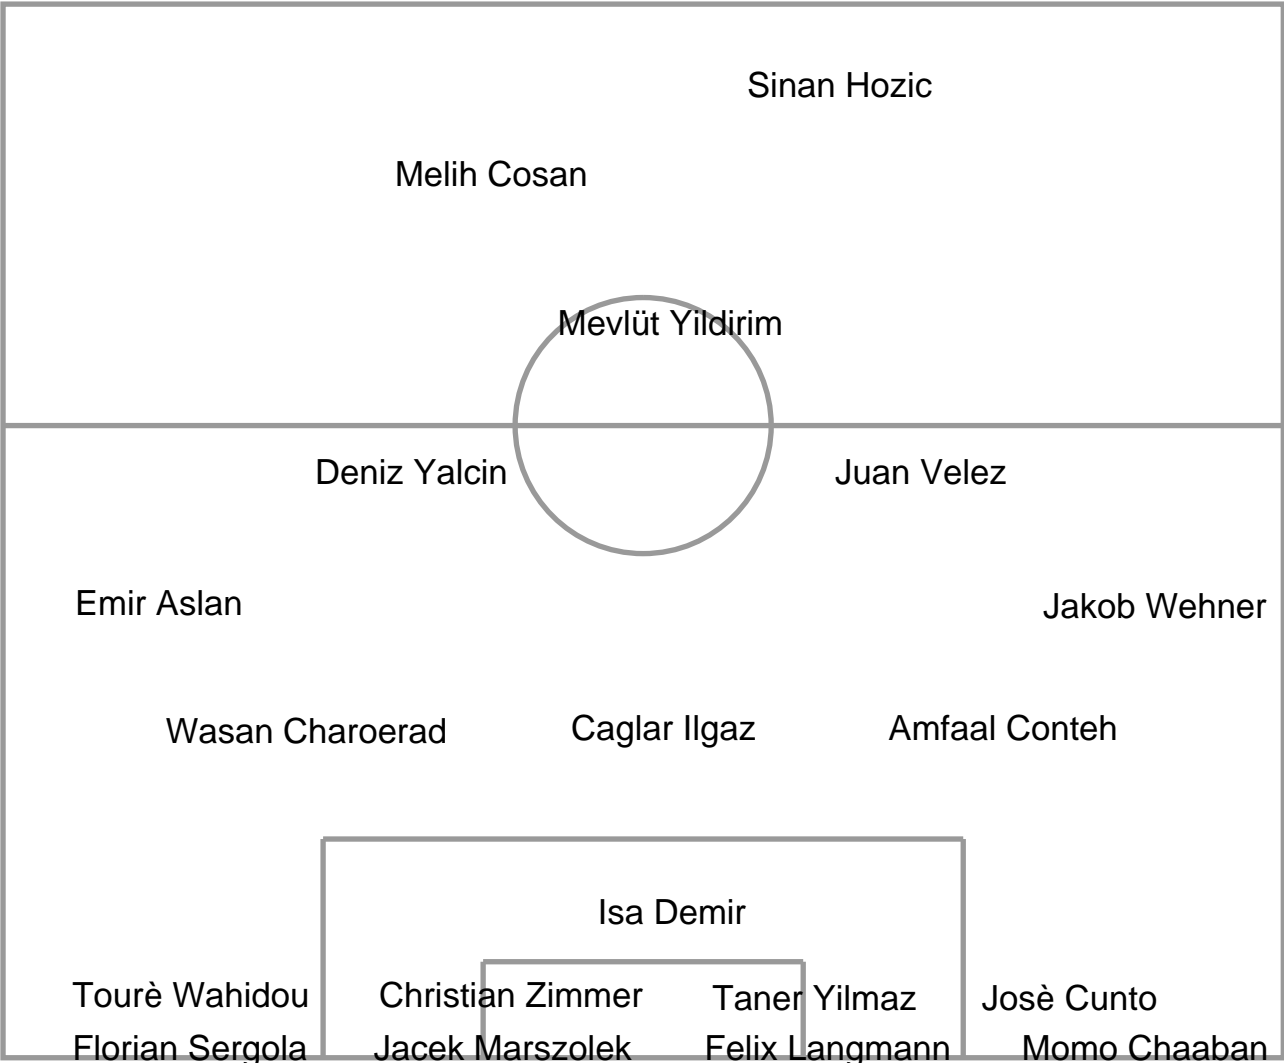 Sinan Hozic
Melih Cosan
Mevlüt Yildirim
Deniz Yalcin Juan Velez
Emir Aslan Jakob Wehner
Wasan Charoerad Caglar Ilgaz Amfaal Conteh
Isa Demir
Tourè Wahidou Christian Zimmer Taner Yilmaz Josè Cunto
Florian Sergola Jacek Marszolek Felix Langmann Momo Chaaban